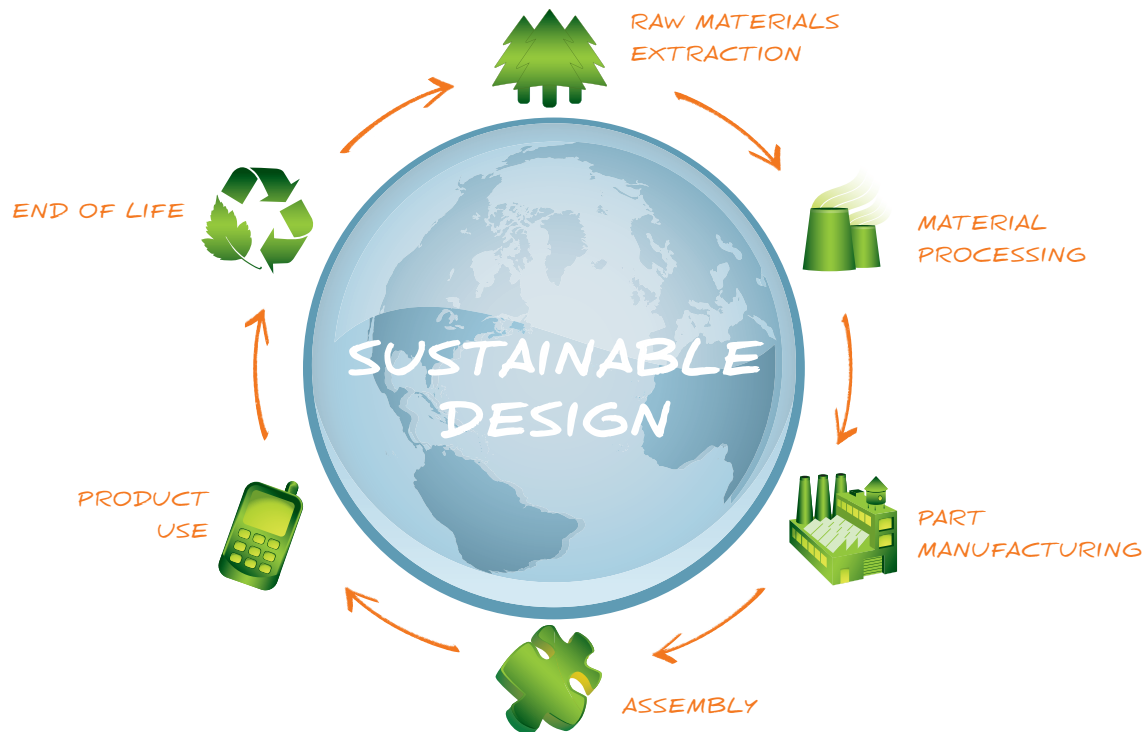 RAW MATERIALS
EXTRACTION
MATERIAL
PROCESSING
PART
MANUFACTURING
ASSEMBLY
PRODUCT
USE
END OF LIFE
SUSTAINABLE
DESIGN